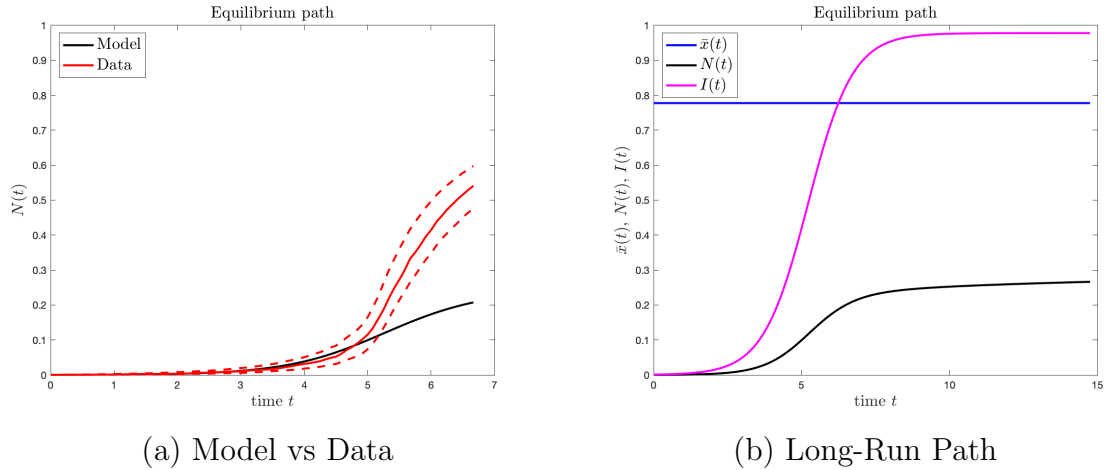 Equilibrium path
1
0.9
0.8
0.7
0.6
0.5
0.4
0.3
0.2
0.1
0
N(t)
Model
Data
0 1 2 3 4 5 6 7
time t
(a) Model vs Data
Equilibrium path
1
0.9
0.8
0.7
0.6
0.5
0.4
0.3
0.2
0.1
0
x̄(t), N(t), I(t)
x̄(t)
N(t)
I(t)
0 5 10 15
time t
(b) Long-Run Path